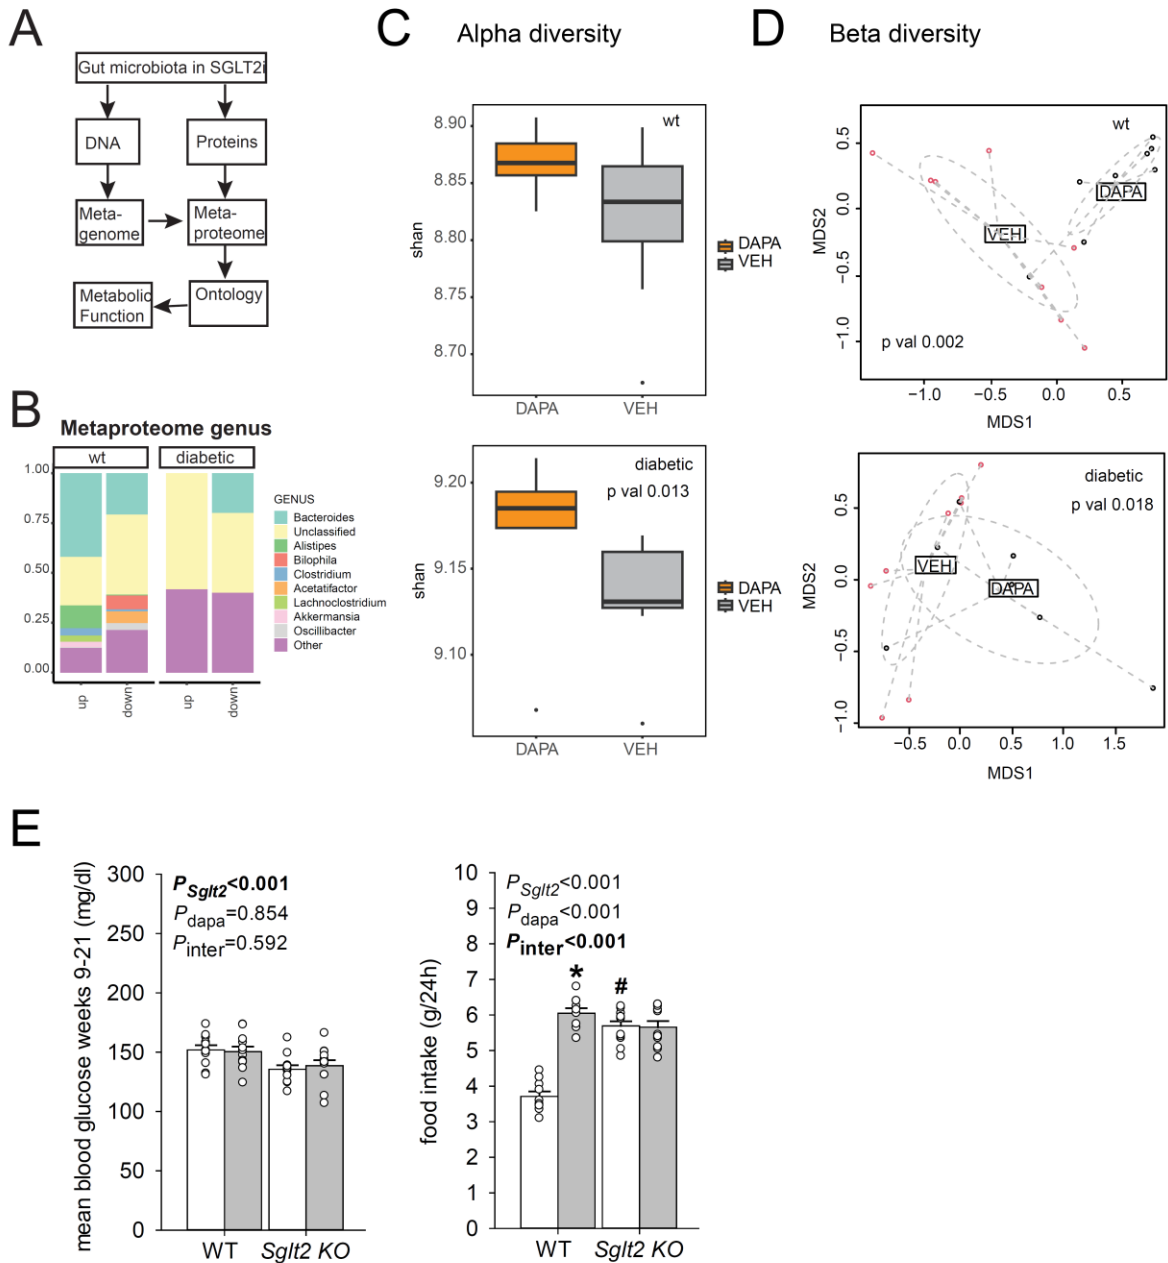 A
Gut microbiota in SGLT2i
DNA
Proteins
Meta-
genome
Meta-
proteome
Metabolic
Function
Ontology
B
Metaproteome genus
wt
diabetic
1.00
0.75
0.50
0.25
0.00
up
down
up
down
GENUS
Bacteroides
Unclassified
Alistipes
Bilophila
Clostridium
Acetatifactor
Lachnoclostridium
Akkermansia
Oscillibacter
Other
C
Alpha diversity
wt
shan
8.90
8.85
8.80
8.75
8.70
DAPA
VEH
DAPA
VEH
diabetic
p val 0.013
shan
9.20
9.15
9.10
DAPA
VEH
DAPA
VEH
D
Beta diversity
wt
DAPA
VEH
p val 0.002
MDS2
0.5
0.0
−0.5
−1.0
−1.0
−0.5
0.0
0.5
MDS1
diabetic
p val 0.018
VEH
DAPA
MDS2
0.5
0.0
−0.5
−1.0
−0.5
0.0
0.5
1.0
1.5
MDS1
E
mean blood glucose weeks 9-21 (mg/dl)
300
250
200
150
100
50
0
PSglt2<0.001
Pdapa=0.854
Pinter=0.592
WT
Sglt2 KO
food intake (g/24h)
10
9
8
7
6
5
4
3
2
1
0
PSglt2<0.001
Pdapa<0.001
Pinter<0.001
*
#
WT
Sglt2 KO